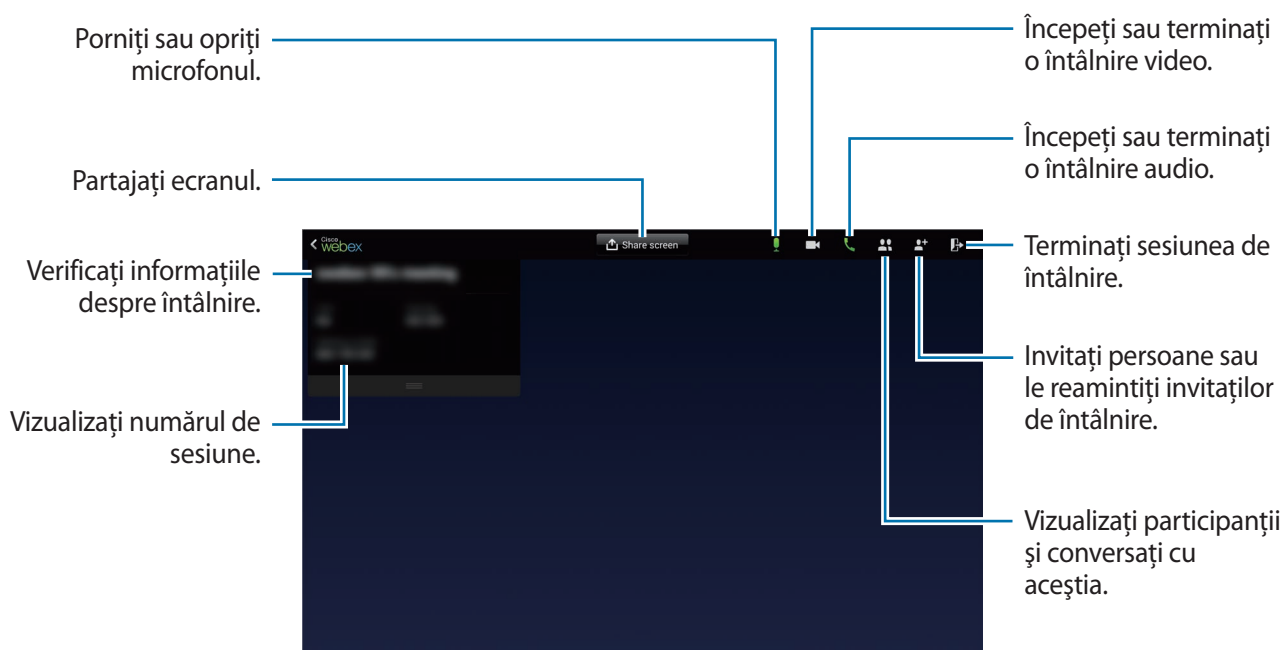 Porniți sau opriți
microfonul.
Partajați ecranul.
Verificați informațiile
despre întâlnire.
Vizualizați numărul de
sesiune.
Cisco
webex
Share screen
Începeți sau terminați
o întâlnire video.
Începeți sau terminați
o întâlnire audio.
Terminați sesiunea de
întâlnire.
Invitați persoane sau
le reamintiți invitaților
de întâlnire.
Vizualizați participanții
şi conversați cu
aceştia.